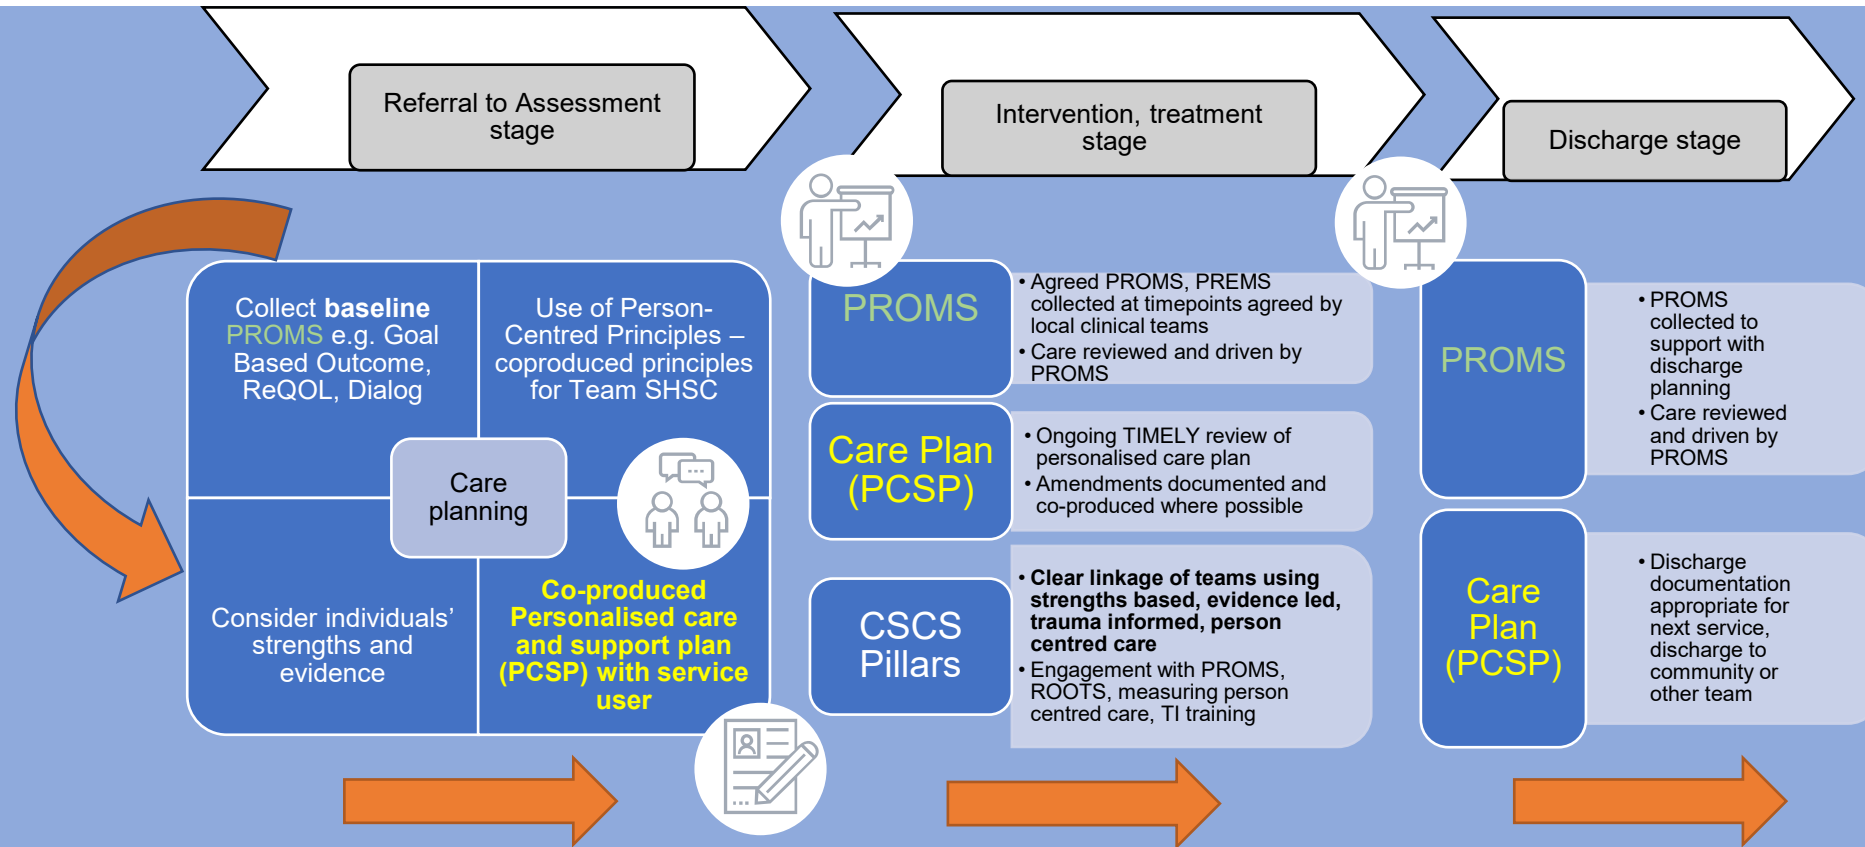 Referral to Assessment
stage
Intervention, treatment
stage
Discharge stage
Collect baseline
PROMS e.g. Goal
Based Outcome,
ReQOL, Dialog
Use of Person-
Centred Principles –
coproduced principles
for Team SHSC
Care
planning
Consider individuals’
strengths and
evidence
Co-produced
Personalised care
and support plan
(PCSP) with service
user
PROMS
• Agreed PROMS, PREMS
collected at timepoints agreed by
local clinical teams
• Care reviewed and driven by
PROMS
Care Plan
(PCSP)
• Ongoing TIMELY review of
personalised care plan
• Amendments documented and
co-produced where possible
CSCS
Pillars
• Clear linkage of teams using
strengths based, evidence led,
trauma informed, person
centred care
• Engagement with PROMS,
ROOTS, measuring person
centred care, TI training
PROMS
• PROMS
collected to
support with
discharge
planning
• Care reviewed
and driven by
PROMS
Care
Plan
(PCSP)
• Discharge
documentation
appropriate for
next service,
discharge to
community or
other team